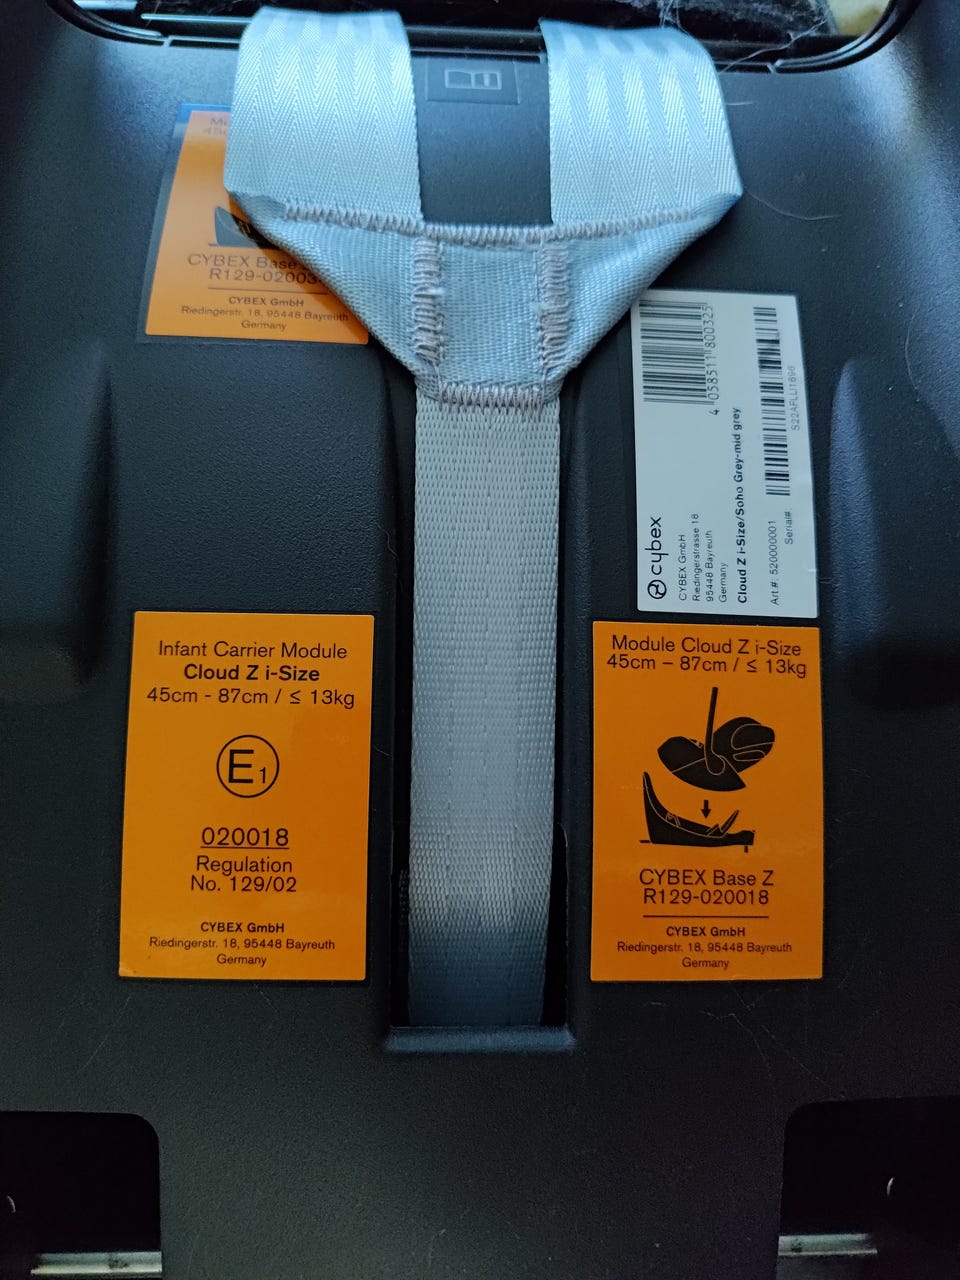 CYBEX Base
R129-02003
CYBEX GmbH
Riedingerstr. 18, 95448 Bayreuth
Germany
4 058511 800325
cybex
CYBEX GmbH
Riedingerstrasse 18
95448 Bayreuth
Germany
Cloud Z i-Size/Soho Grey-mid grey
Art.#: 520000001
Serial#:
Infant Carrier Module
Cloud Z i-Size
45cm - 87cm / ≤ 13kg
E1
020018
Regulation
No. 129/02
CYBEX GmbH
Riedingerstr. 18, 95448 Bayreuth
Germany
Module Cloud Z i-Size
45cm – 87cm / ≤ 13kg
CYBEX Base Z
R129-020018
CYBEX GmbH
Riedingerstr. 18, 95448 Bayreuth
Germany